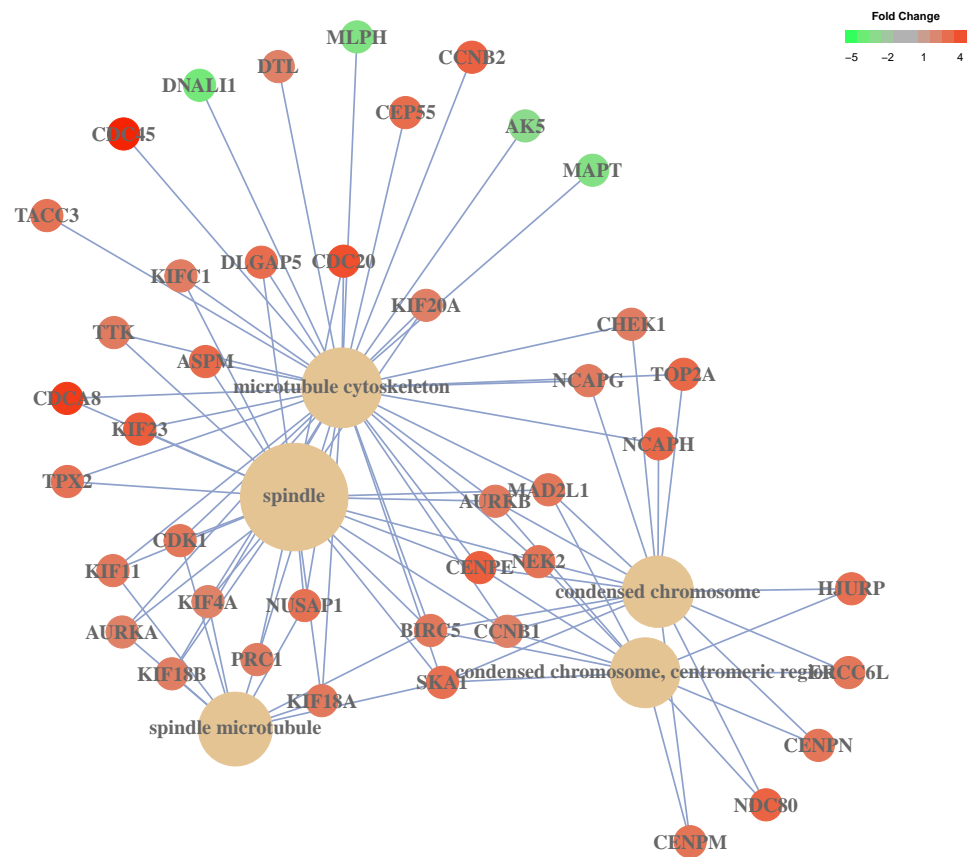 Fold Change
−5 −2 1 4
MLPH
CCNB2
DTL
DNALI1
CEP55
AK5
CDC45
MAPT
TACC3
DLGAP5
CDC20
KIFC1
KIF20A
CHEK1
TTK
ASPM
NCAPG
TOP2A
microtubule cytoskeleton
CDCA8
KIF23
NCAPH
TPX2
spindle
MAD2L1
AURKB
CDK1
NEK2
CENPE
KIF11
condensed chromosome
HJURP
KIF4A
NUSAP1
AURKA
BIRC5
CCNB1
PRC1
KIF18B
SKA1
condensed chromosome, centromeric region
ERCC6L
KIF18A
spindle microtubule
CENPN
NDC80
CENPM